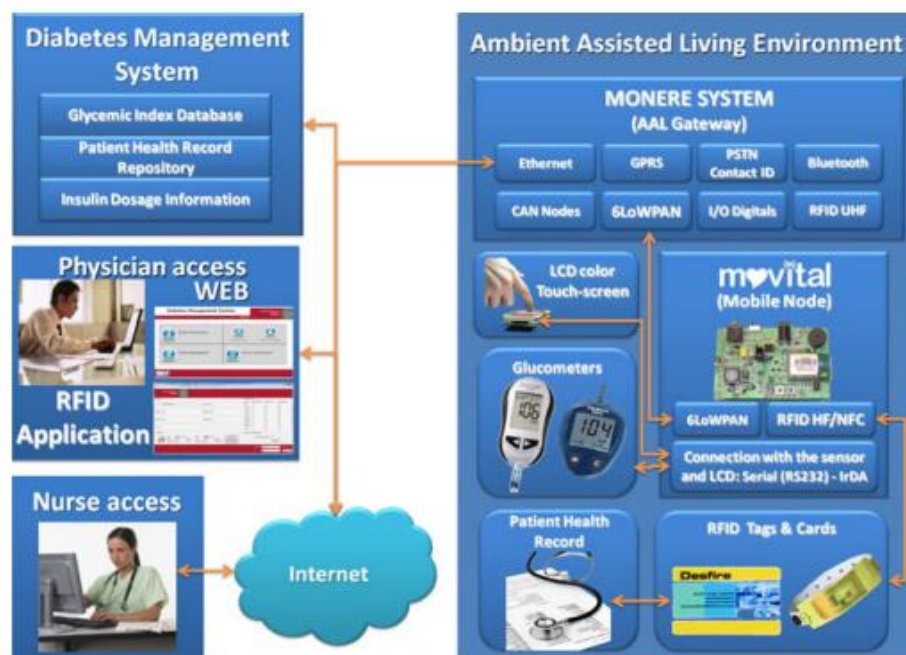 Diabetes Management
System
Glycemic Index Database
Patient Health Record
Repository
Insulin Dosage Information
Physician access
WEB
RFID
Application
Nurse access
Internet
Ambient Assisted Living Environment
MONERE SYSTEM
(AAL Gateway)
Ethernet
GPRS
PSTN
Contact ID
Bluetooth
CAN Nodes
6LoWPAN
I/O Digitals
RFID UHF
LCD color
Touch-screen
movital
(Mobile Node)
Glucometers
106
104
6LoWPAN
RFID HF/NFC
Connection with the sensor
and LCD: Serial (RS232) - IrDA
Patient Health
Record
RFID Tags & Cards
Desfire